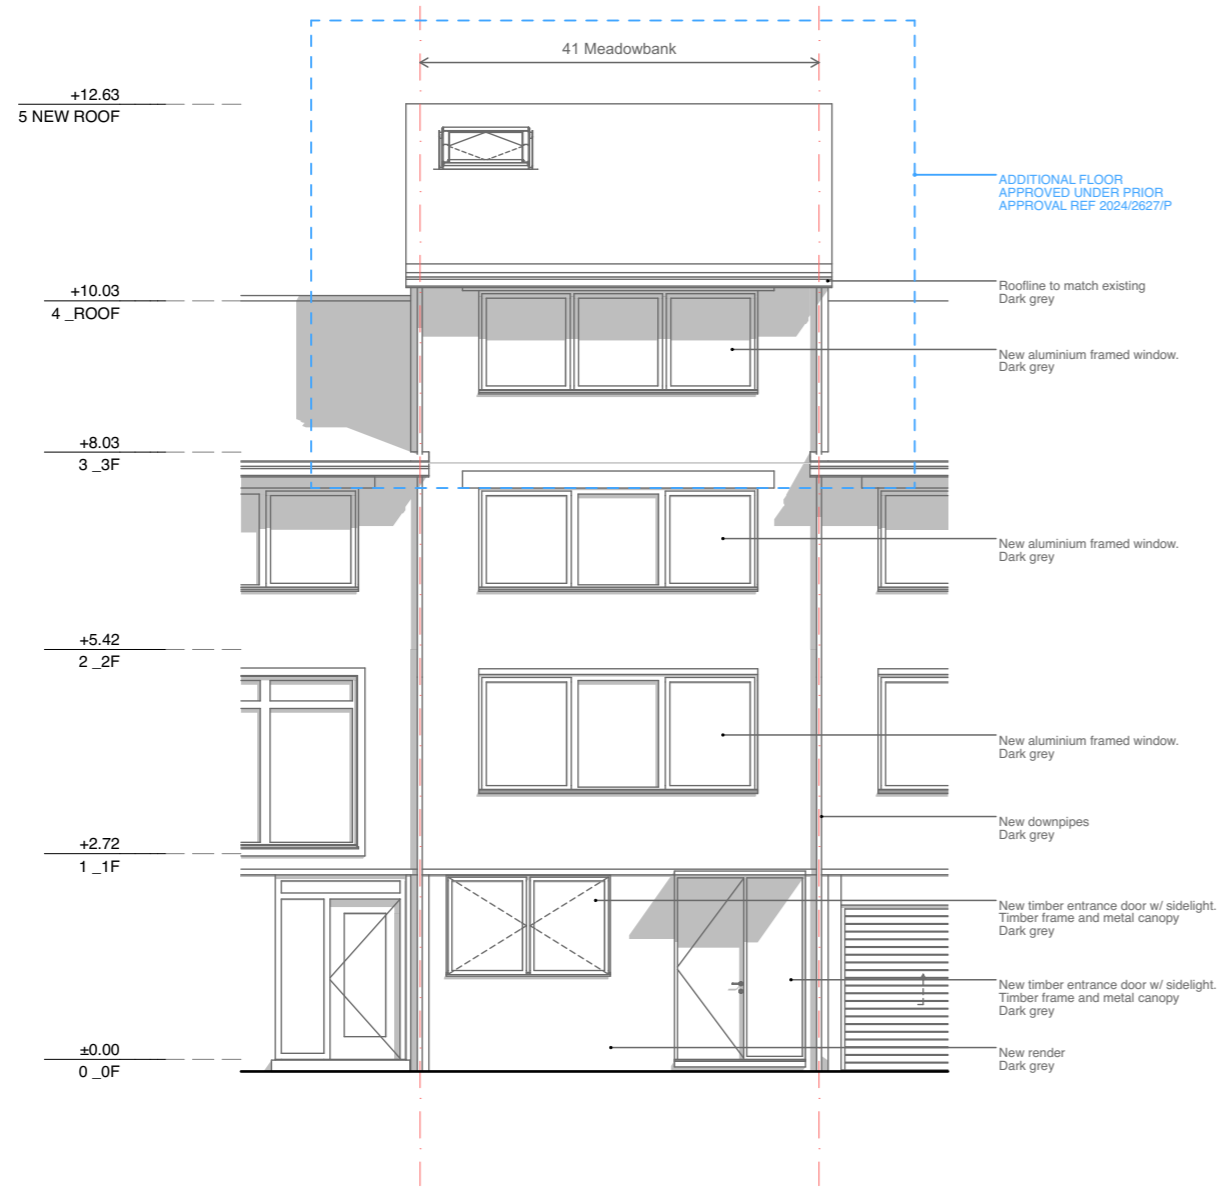 41 Meadowbank
+12.63
5 NEW ROOF
ADDITIONAL FLOOR
APPROVED UNDER PRIOR
APPROVAL REF 2024/2627/P
+10.03
4 _ROOF
Roofline to match existing
Dark grey
New aluminium framed window.
Dark grey
+8.03
3 _3F
New aluminium framed window.
Dark grey
+5.42
2 _2F
New aluminium framed window.
Dark grey
New downpipes
Dark grey
+2.72
1 _1F
New timber entrance door w/ sidelight.
Timber frame and metal canopy
Dark grey
New timber entrance door w/ sidelight.
Timber frame and metal canopy
Dark grey
±0.00
0 _0F
New render
Dark grey